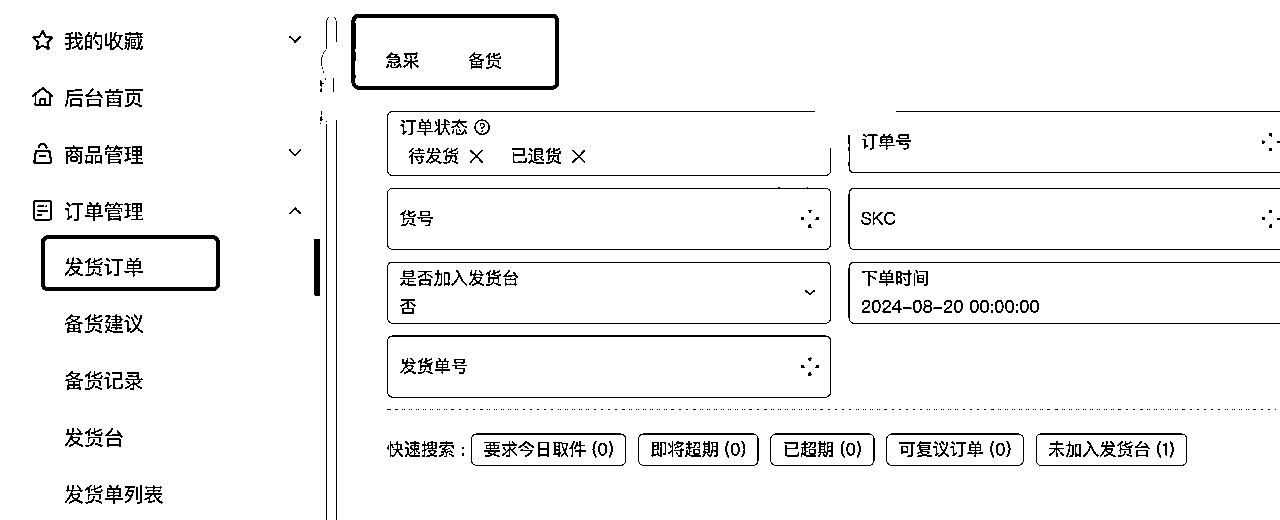 我的收藏
后台首页
商品管理
订单管理
发货订单
备货建议
备货记录
发货台
发货单列表
急采 备货
订单状态
待发货 已退货
订单号
货号
SKC
是否加入发货台
否
下单时间
2024-08-20 00:00:00
发货单号
快速搜索： 要求今日取件 (0) 即将超期 (0) 已超期 (0) 可复议订单 (0) 未加入发货台 (1)